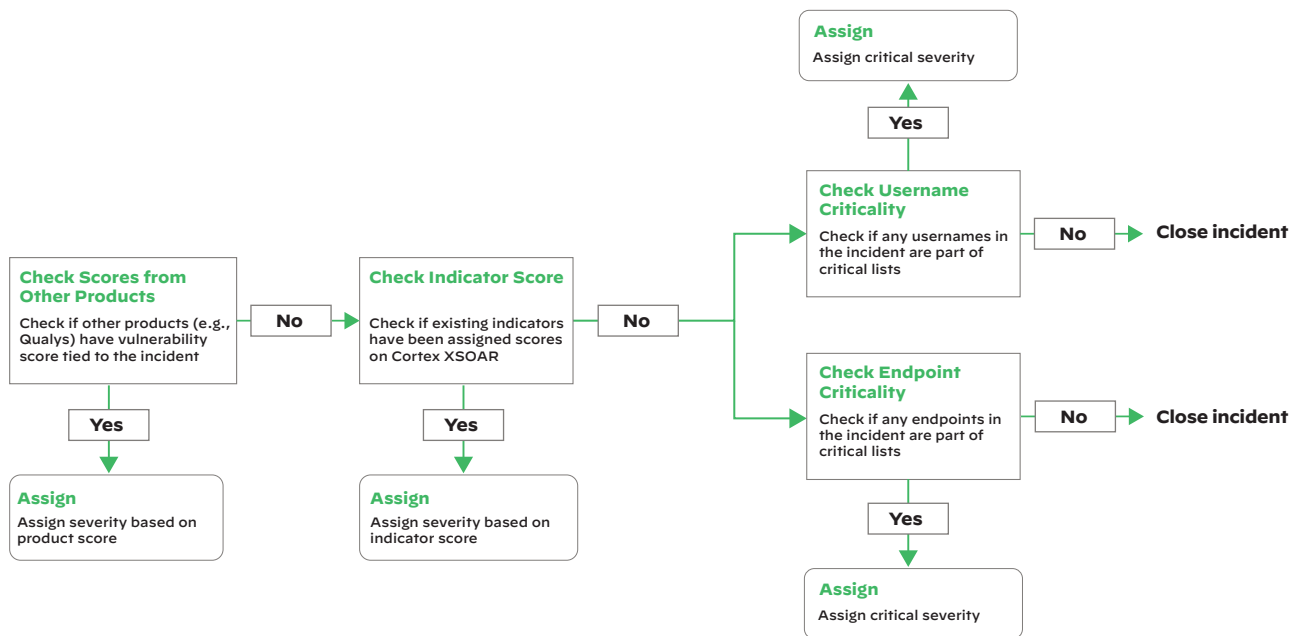 Assign
Assign critical severity
Yes
Check Username
Criticality
Check if any usernames in
the incident are part of
critical lists
No
Close incident
Check Scores from
Other Products
Check if other products (e.g.,
Qualys) have vulnerability
score tied to the incident
No
Check Indicator Score
Check if existing indicators
have been assigned scores
on Cortex XSOAR
No
Check Endpoint
Criticality
Check if any endpoints in
the incident are part of
critical lists
No
Close incident
Yes
Assign
Assign severity based on
product score
Yes
Assign
Assign severity based on
indicator score
Yes
Assign
Assign critical severity